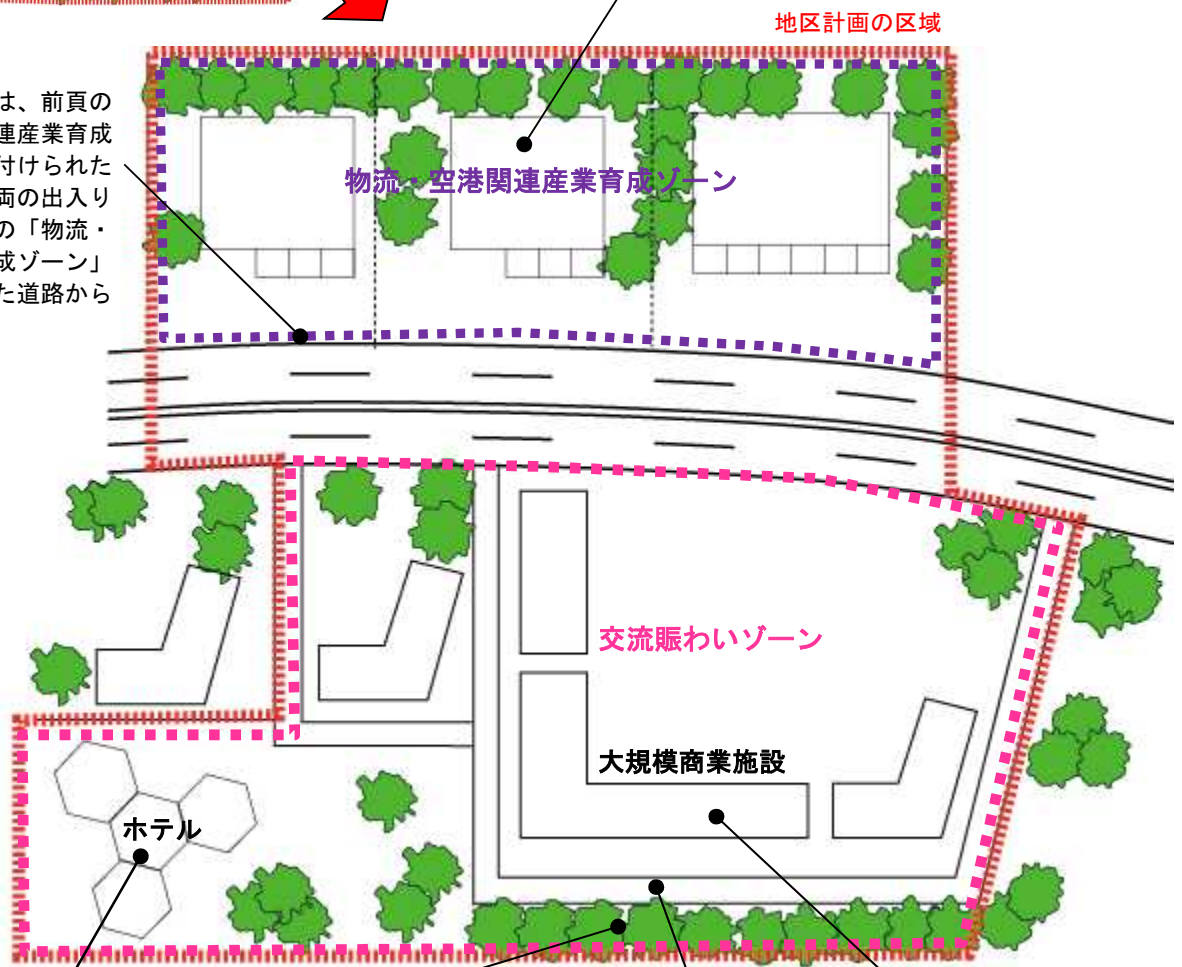 地区計画の区域
は、前頁の
連産業育成
付けられた
両の出入り
の「物流・
成ゾーン」
た道路から
物流・空港関連産業育成ゾーン
交流賑わいゾーン
大規模商業施設
ホテル